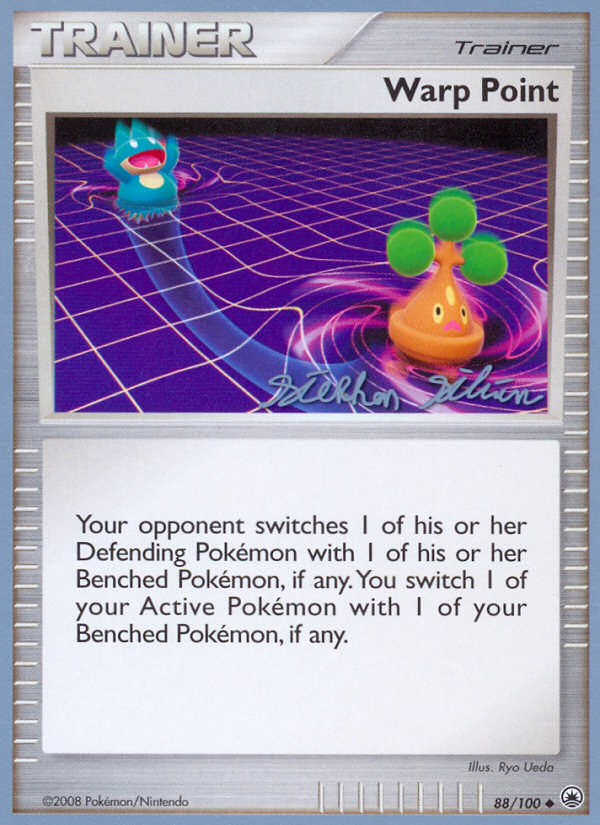 TRAINER
Trainer
Warp Point
Your opponent switches 1 of his or her
Defending Pokémon with 1 of his or her
Benched Pokémon, if any. You switch 1 of
your Active Pokémon with 1 of your
Benched Pokémon, if any.
Illus. Ryo Ueda
©2008 Pokémon/Nintendo
88/100